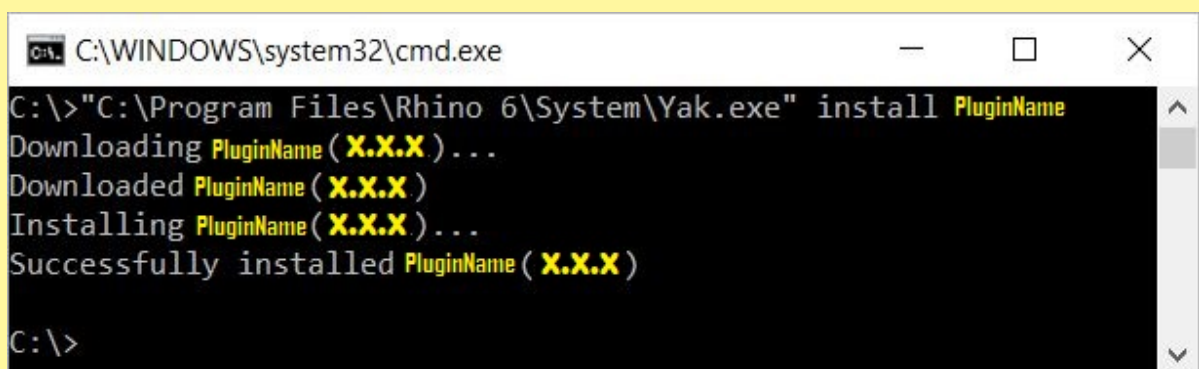 C:\WINDOWS\system32\cmd.exe
C:\>"C:\Program Files\Rhino 6\System\Yak.exe" install PluginName
Downloading PluginName (X.X.X)...
Downloaded PluginName (X.X.X)
Installing PluginName (X.X.X)...
Successfully installed PluginName (X.X.X)
C:\>